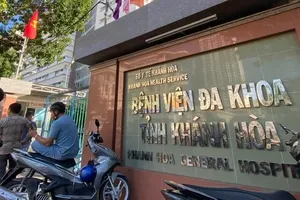 SỞ Y TẾ KHÁNH HÒA
KHANH HOA HEALTH SERVICE
BỆNH VIỆN ĐA KHOA
TỈNH KHÁNH HÒA
KHANH HOA GENERAL HOSPITAL